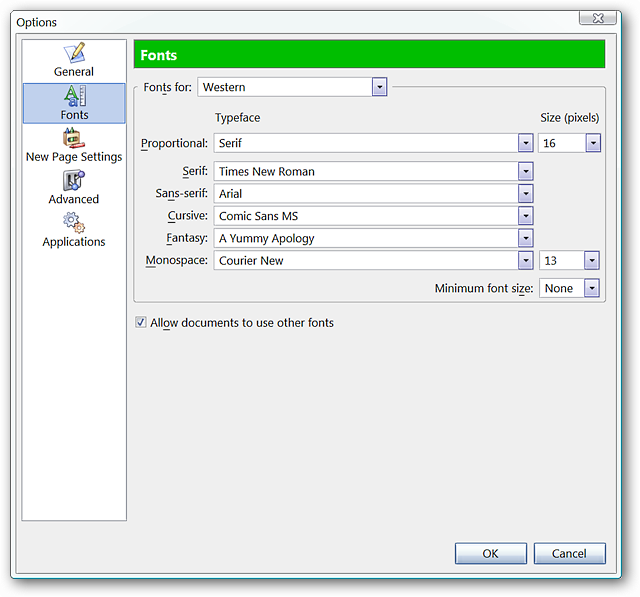 Options
General
Fonts
New Page Settings
Advanced
Applications
Fonts
Fonts for: Western
Typeface Size (pixels)
Proportional: Serif 16
Serif: Times New Roman
Sans-serif: Arial
Cursive: Comic Sans MS
Fantasy: A Yummy Apology
Monospace: Courier New 13
Minimum font size: None
Allow documents to use other fonts
OK Cancel